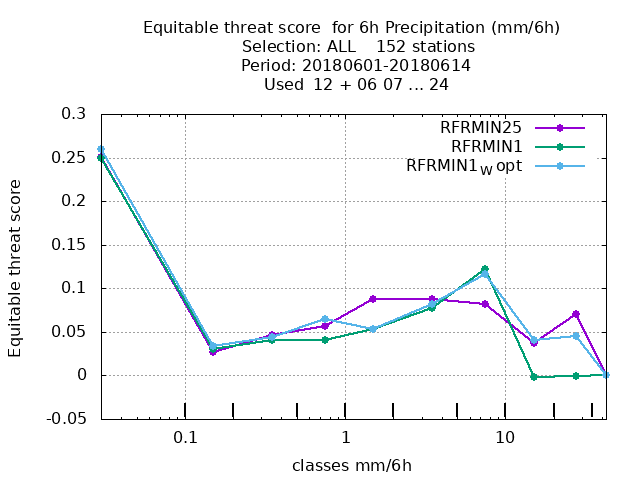 Equitable threat score  for 6h Precipitation (mm/6h)
Selection: ALL    152 stations
Period: 20180601-20180614
Used  12 + 06 07 ... 24
RFRMIN25
RFRMIN1
RFRMIN1W opt
0.3
0.25
0.2
0.15
0.1
0.05
0
-0.05
Equitable threat score
0.1 1 10
classes mm/6h